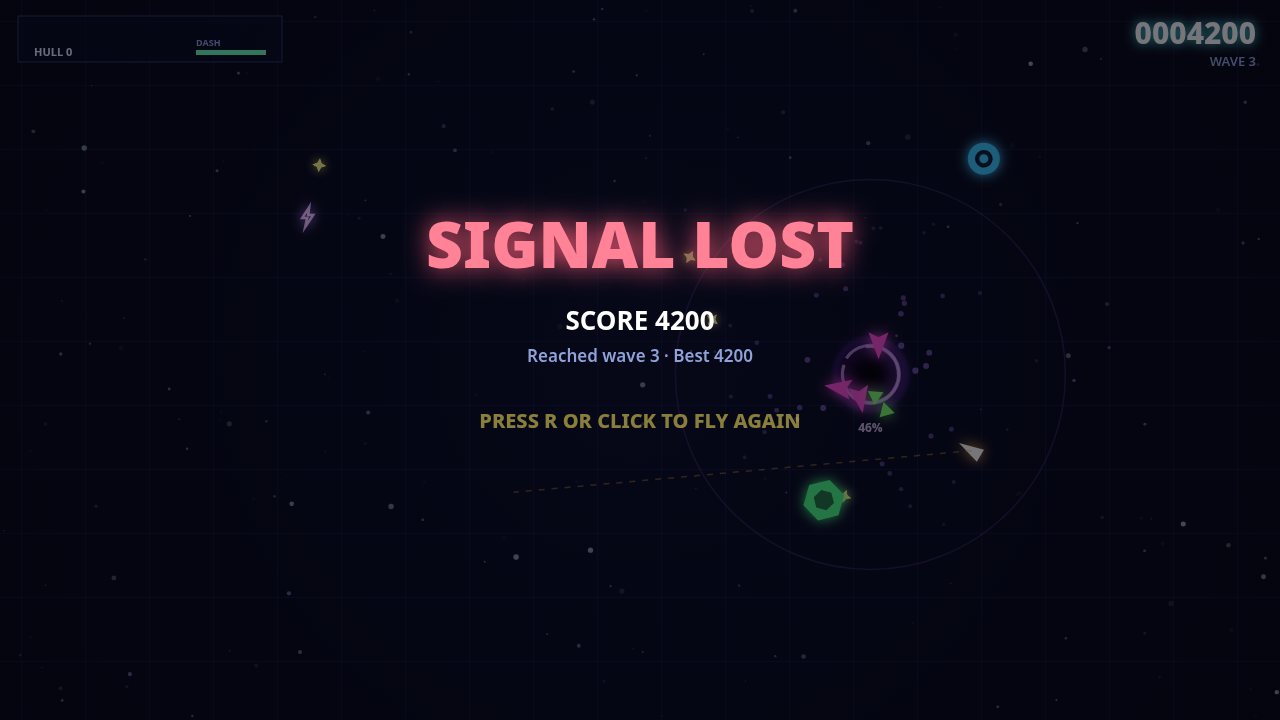 HULL 0
DASH
0004200
WAVE 3
SIGNAL LOST
SCORE 4200
Reached wave 3 · Best 4200
PRESS R OR CLICK TO FLY AGAIN
46%